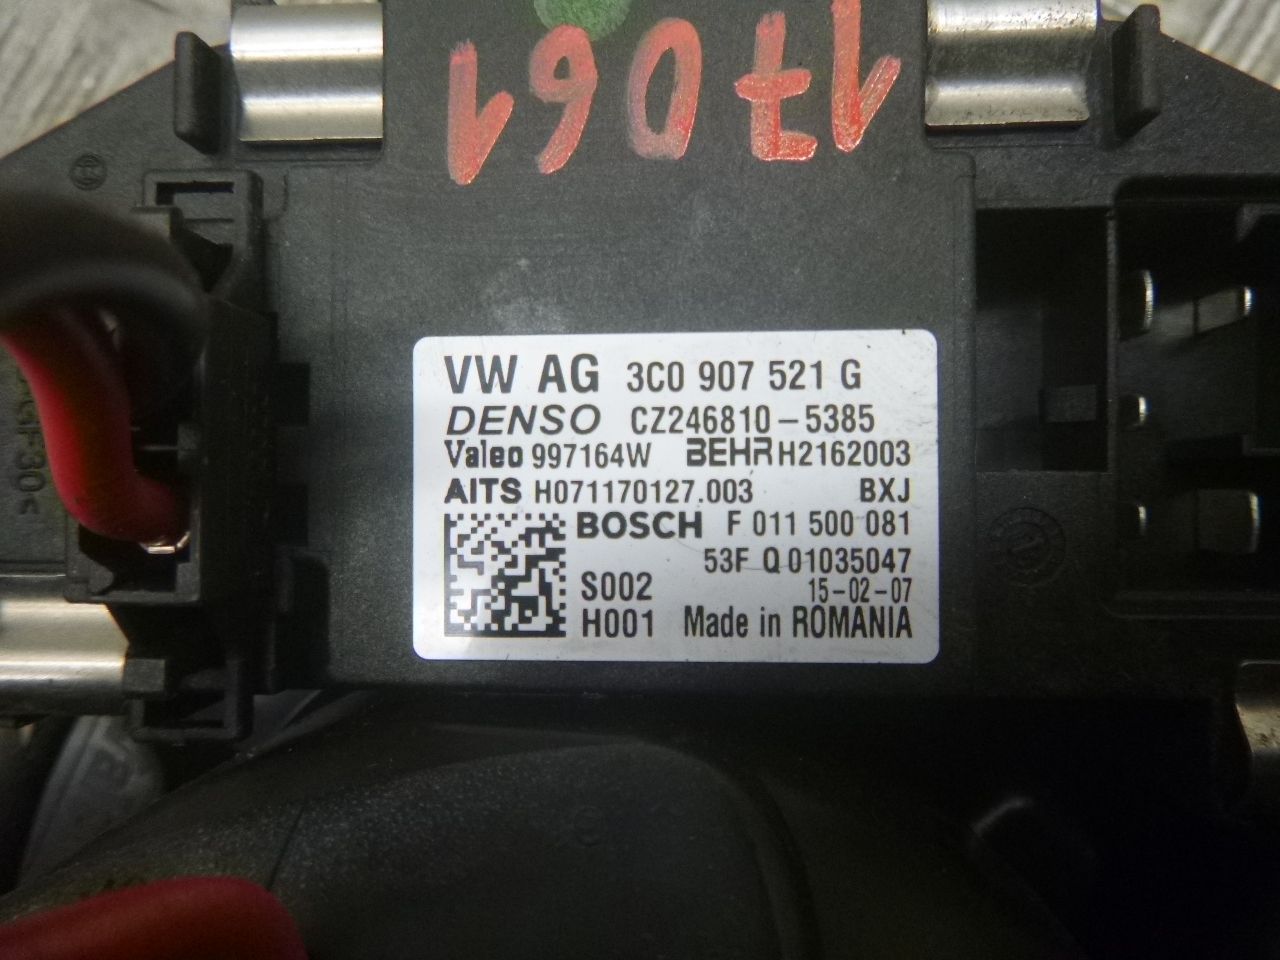 17061
VW AG 3C0 907 521 G
DENSO CZ246810-5385
Valeo 997164W BEHR H2162003
AITS H071170127.003 BXJ
BOSCH F 011 500 081
53F Q 01035047
S002 15-02-07
H001 Made in ROMANIA